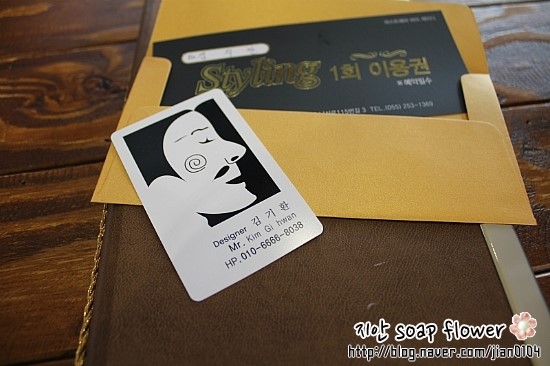 Styling 1회 이용권
※ 예약필수
TEL.(055) 253-1369
Designer 김 기 환
Mr. Kim Gi hwan
HP. 010-6666-8038
지안 soap flower
http://blog.naver.com/jian0104